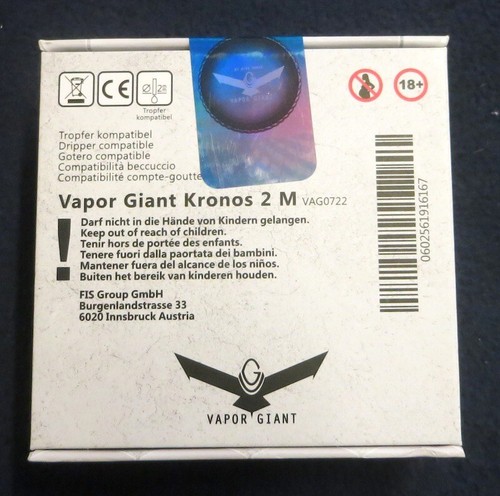 VAPOR GIANT
CE
18+
Tropfer
kompatibel
Tropfer kompatibel
Dripper compatible
Gotero compatible
Compatibilità beccuccio
Compatibilité compte-goutte
Vapor Giant Kronos 2 M VAG0722
! Darf nicht in die Hände von Kindern gelangen.
Keep out of reach of children.
Tenir hors de portée des enfants.
Tenere fuori dalla paortata dei bambini.
Mantener fuera del alcance de los niños.
Buiten het bereik van kinderen houden.
FIS Group GmbH
Burgenlandstrasse 33
6020 Innsbruck Austria
0602561916167
VAPOR GIANT